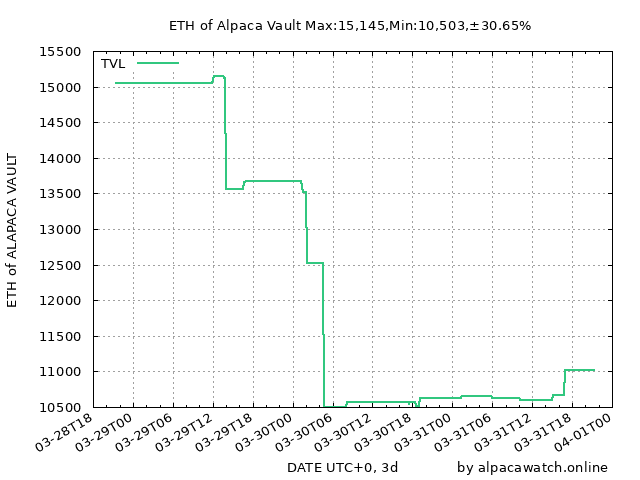 ETH of Alpaca Vault Max:15,145,Min:10,503,±30.65%
TVL
15500
15000
14500
14000
13500
13000
12500
12000
11500
11000
10500
ETH of ALAPACA VAULT
03-28T18
03-29T00
03-29T06
03-29T12
03-29T18
03-30T00
03-30T06
03-30T12
03-30T18
03-31T00
03-31T06
03-31T12
03-31T18
04-01T00
DATE UTC+0, 3d
by alpacawatch.online